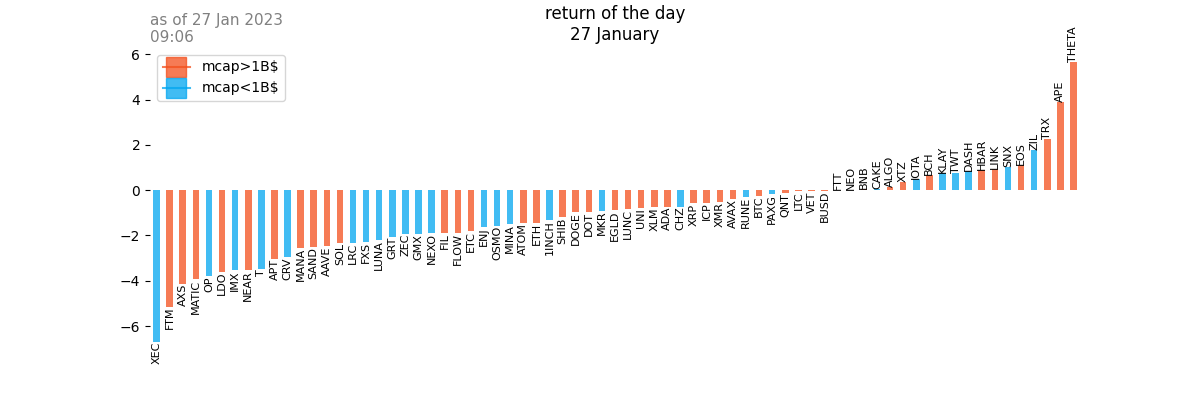 as of 27 Jan 2023
09:06
return of the day
27 January
mcap>1B$
mcap<1B$
6
4
2
0
−2
−4
−6
XEC
FTM
AXS
MATIC
OP
LDO
IMX
NEAR
T
APT
CRV
MANA
SAND
AAVE
SOL
LRC
FXS
LUNA
GRT
ZEC
GMX
NEXO
FIL
FLOW
ETC
ENJ
OSMO
MINA
ATOM
ETH
1INCH
SHIB
DOGE
DOT
MKR
EGLD
LUNC
UNI
XLM
ADA
CHZ
XRP
ICP
XMR
AVAX
RUNE
BTC
PAXG
QNT
LTC
VET
BUSD
FTT
NEO
BNB
CAKE
ALGO
XTZ
IOTA
BCH
KLAY
TWT
DASH
HBAR
LINK
SNX
EOS
ZIL
TRX
APE
THETA